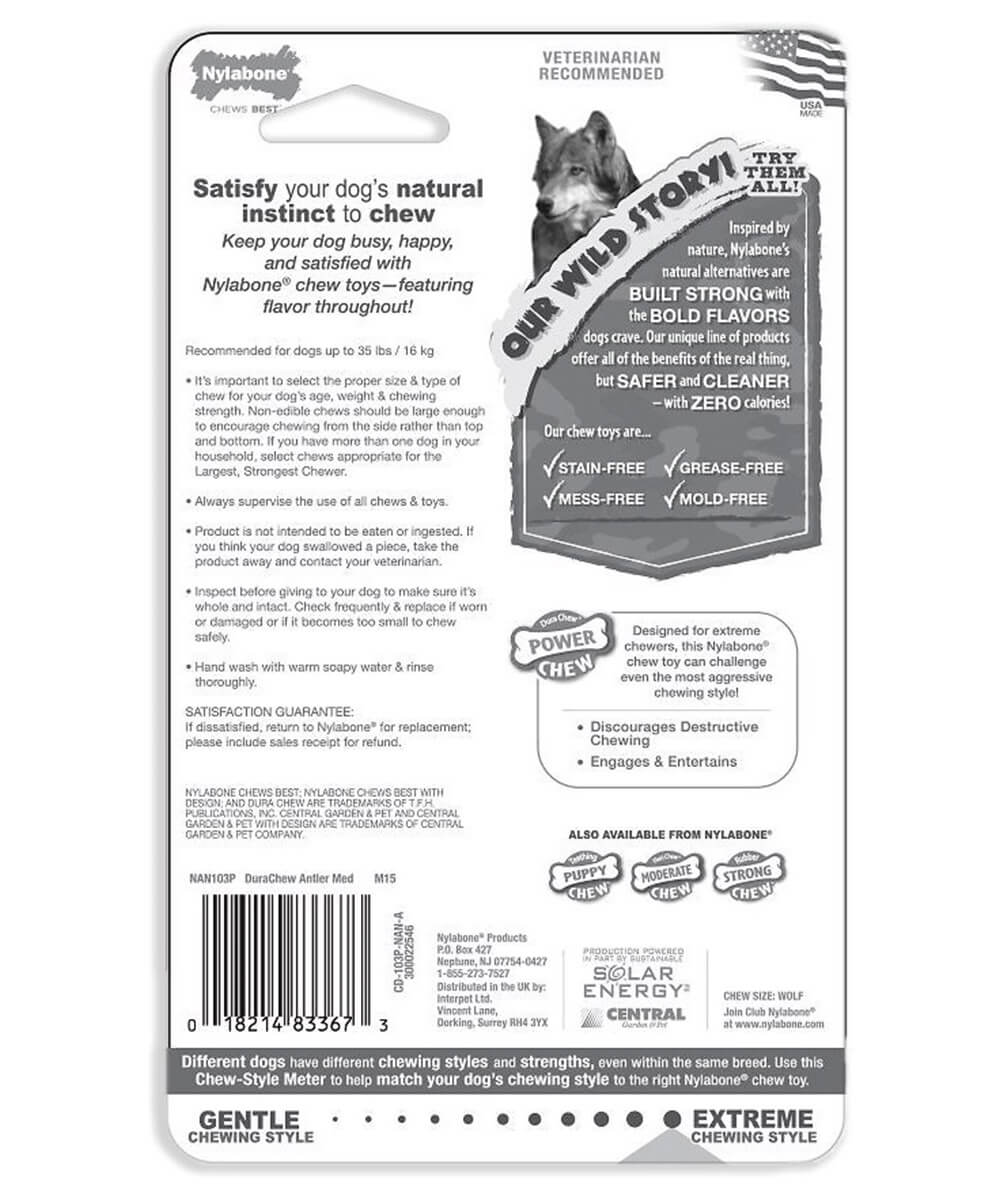 Nylabone®
CHEWS BEST™
VETERINARIAN
RECOMMENDED
USA
MADE
Satisfy your dog's natural
instinct to chew
Keep your dog busy, happy,
and satisfied with
Nylabone® chew toys—featuring
flavor throughout!
Recommended for dogs up to 35 lbs / 16 kg
• It's important to select the proper size & type of
chew for your dog's age, weight & chewing
strength. Non-edible chews should be large enough
to encourage chewing from the side rather than top
and bottom. If you have more than one dog in your
household, select chews appropriate for the
Largest, Strongest Chewer.
• Always supervise the use of all chews & toys.
• Product is not intended to be eaten or ingested. If
you think your dog swallowed a piece, take the
product away and contact your veterinarian.
• Inspect before giving to your dog to make sure it's
whole and intact. Check frequently & replace if worn
or damaged or if it becomes too small to chew
safely.
• Hand wash with warm soapy water & rinse
thoroughly.
SATISFACTION GUARANTEE:
If dissatisfied, return to Nylabone® for replacement;
please include sales receipt for refund.
NYLABONE CHEWS BEST; NYLABONE CHEWS BEST WITH
DESIGN; AND DURA CHEW ARE TRADEMARKS OF T.F.H.
PUBLICATIONS, INC. CENTRAL GARDEN & PET AND CENTRAL
GARDEN & PET WITH DESIGN ARE TRADEMARKS OF CENTRAL
GARDEN & PET COMPANY.
OUR WILD STORY!
TRY
THEM
ALL!
Inspired by
nature, Nylabone's
natural alternatives are
BUILT STRONG with
the BOLD FLAVORS
dogs crave. Our unique line of products
offer all of the benefits of the real thing,
but SAFER and CLEANER
– with ZERO calories!
Our chew toys are...
✓STAIN-FREE ✓GREASE-FREE
✓MESS-FREE ✓MOLD-FREE
Dura Chew™
POWER
CHEW
Designed for extreme
chewers, this Nylabone®
chew toy can challenge
even the most aggressive
chewing style!
• Discourages Destructive
Chewing
• Engages & Entertains
ALSO AVAILABLE FROM NYLABONE®
Teething
PUPPY
CHEW
MODERATE
CHEW
Rubber
STRONG
CHEW
NAN103P DuraChew Antler Med M15
0 18214 83367 3
CD-103P-NAN-A
300022546
Nylabone® Products
P.O. Box 427
Neptune, NJ 07754-0427
1-855-273-7527
Distributed in the UK by:
Interpet Ltd.
Vincent Lane,
Dorking, Surrey RH4 3YX
PRODUCTION POWERED
IN PART BY SUSTAINABLE
SOLAR
ENERGY
CENTRAL
Garden & Pet
CHEW SIZE: WOLF
Join Club Nylabone®
at www.nylabone.com
Different dogs have different chewing styles and strengths, even within the same breed. Use this
Chew-Style Meter to help match your dog's chewing style to the right Nylabone® chew toy.
GENTLE
CHEWING STYLE
EXTREME
CHEWING STYLE